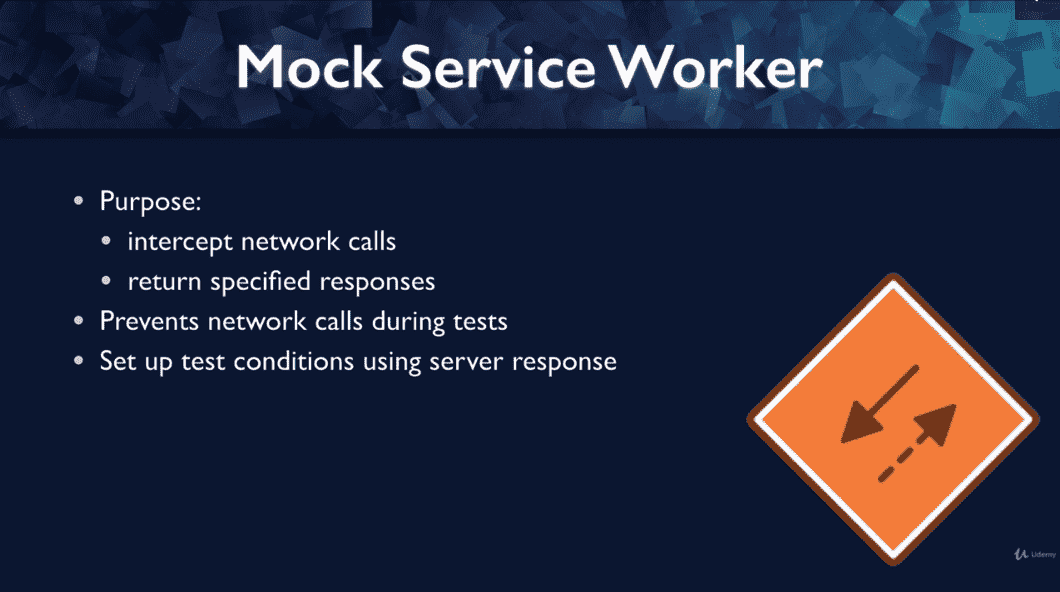 Mock Service Worker
• Purpose:
• intercept network calls
• return specified responses
• Prevents network calls during tests
• Set up test conditions using server response
Udemy